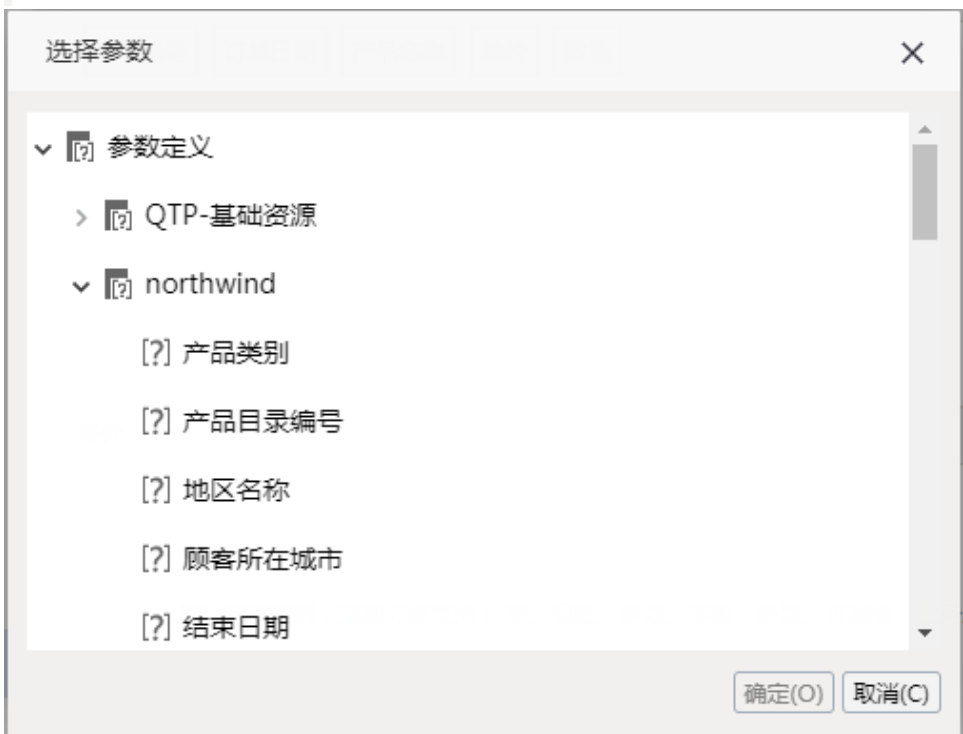 选择参数
参数定义
QTP-基础资源
northwind
[?] 产品类别
[?] 产品目录编号
[?] 地区名称
[?] 顾客所在城市
[?] 结束日期
确定(O) 取消(C)